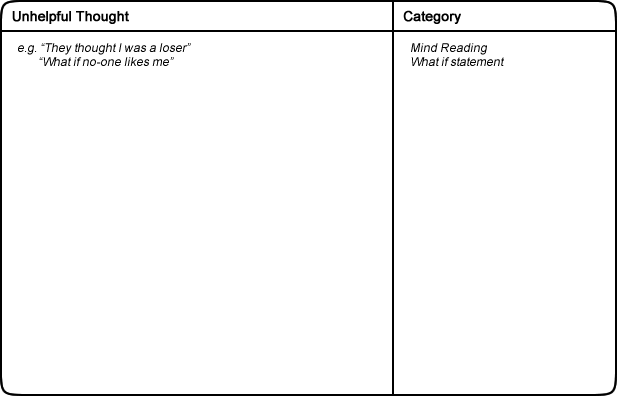 Unhelpful Thought Category
e.g. “They thought I was a loser” Mind Reading
“What if no-one likes me” What if statement